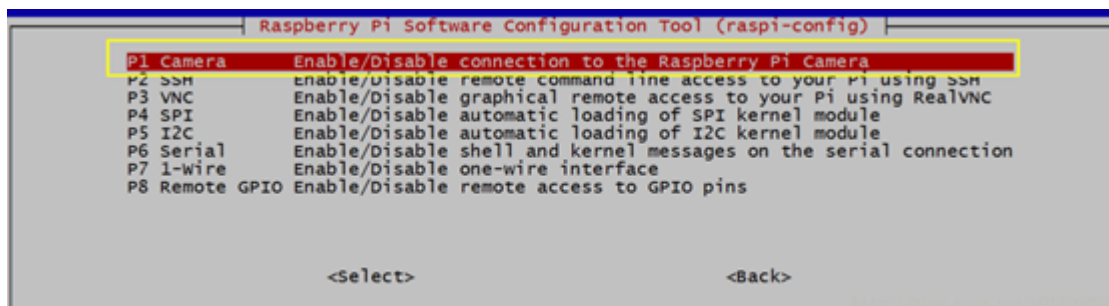 Raspberry Pi Software Configuration Tool (raspi-config)
P1 Camera Enable/Disable connection to the Raspberry Pi Camera
P2 SSH Enable/Disable remote command line access to your Pi using SSH
P3 VNC Enable/Disable graphical remote access to your Pi using RealVNC
P4 SPI Enable/Disable automatic loading of SPI kernel module
P5 I2C Enable/Disable automatic loading of I2C kernel module
P6 Serial Enable/Disable shell and kernel messages on the serial connection
P7 1-Wire Enable/Disable one-wire interface
P8 Remote GPIO Enable/Disable remote access to GPIO pins
<Select> <Back>